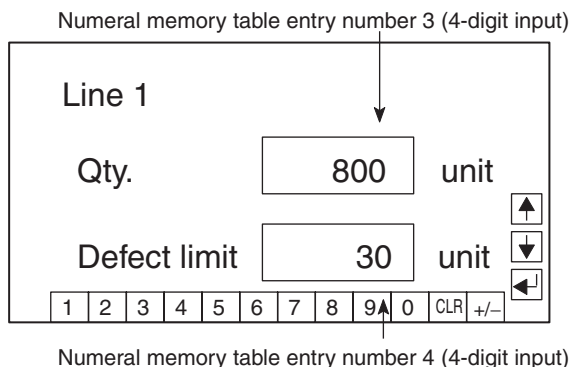 Numeral memory table entry number 3 (4-digit input)
Line 1
Qty. 800 unit
Defect limit 30 unit
1 2 3 4 5 6 7 8 9 0 CLR +/−
Numeral memory table entry number 4 (4-digit input)